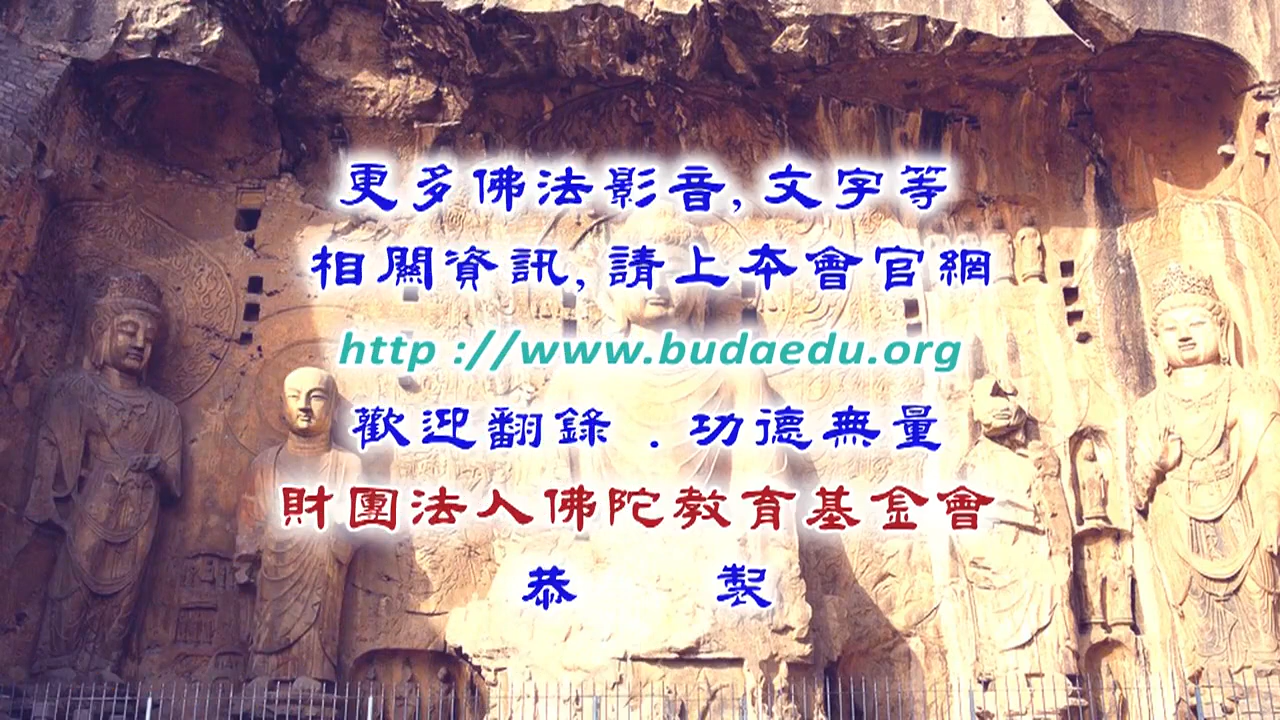 更多佛法影音,文字等
相關資訊,請上本會官網
http ://www.budaedu.org
歡迎翻錄 . 功德無量
財團法人佛陀教育基金會
恭 製